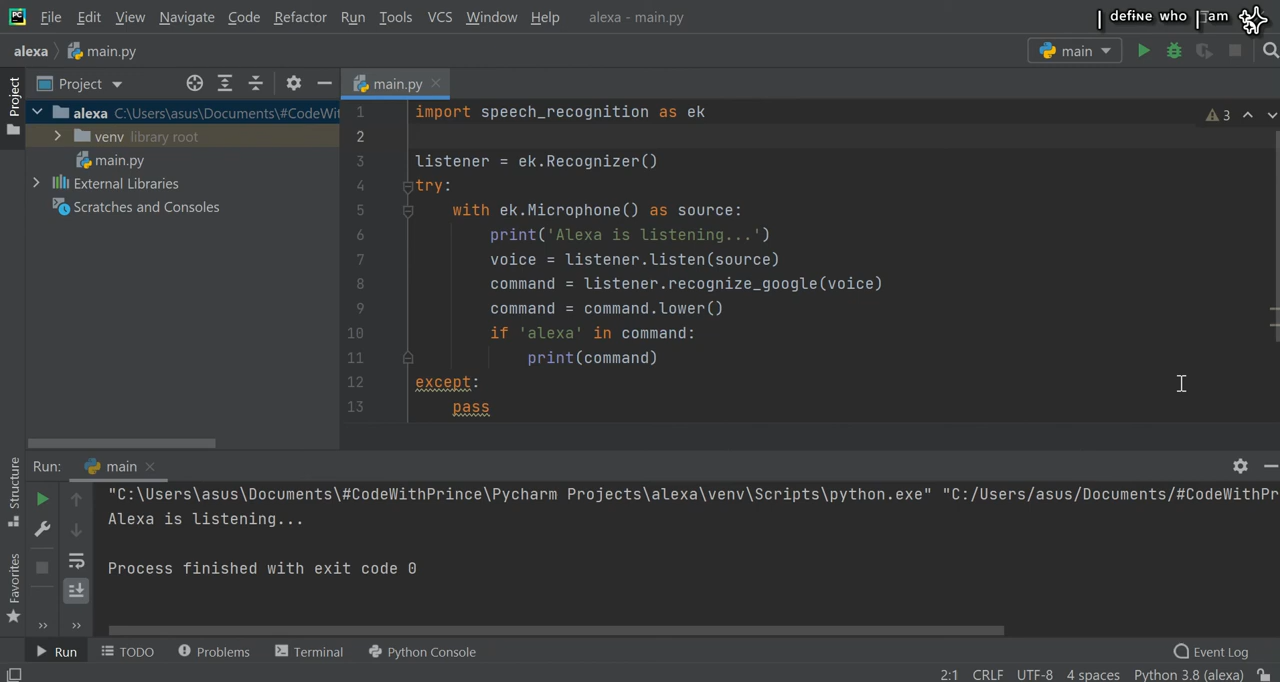 PC File Edit View Navigate Code Refactor Run Tools VCS Window Help alexa - main.py
define who I am
alexa main.py main
Project main.py
Project
alexa C:\Users\asus\Documents\#CodeWit
venv library root
main.py
External Libraries
Scratches and Consoles
3
1 import speech_recognition as ek
2
3 listener = ek.Recognizer()
4 try:
5 with ek.Microphone() as source:
6 print('Alexa is listening...')
7 voice = listener.listen(source)
8 command = listener.recognize_google(voice)
9 command = command.lower()
10 if 'alexa' in command:
11 print(command)
12 except:
13 pass
Run: main
Structure
Favorites
"C:\Users\asus\Documents\#CodeWithPrince\Pycharm Projects\alexa\venv\Scripts\python.exe" "C:/Users/asus/Documents/#CodeWithPr
Alexa is listening...
Process finished with exit code 0
Run TODO Problems Terminal Python Console Event Log
2:1 CRLF UTF-8 4 spaces Python 3.8 (alexa)